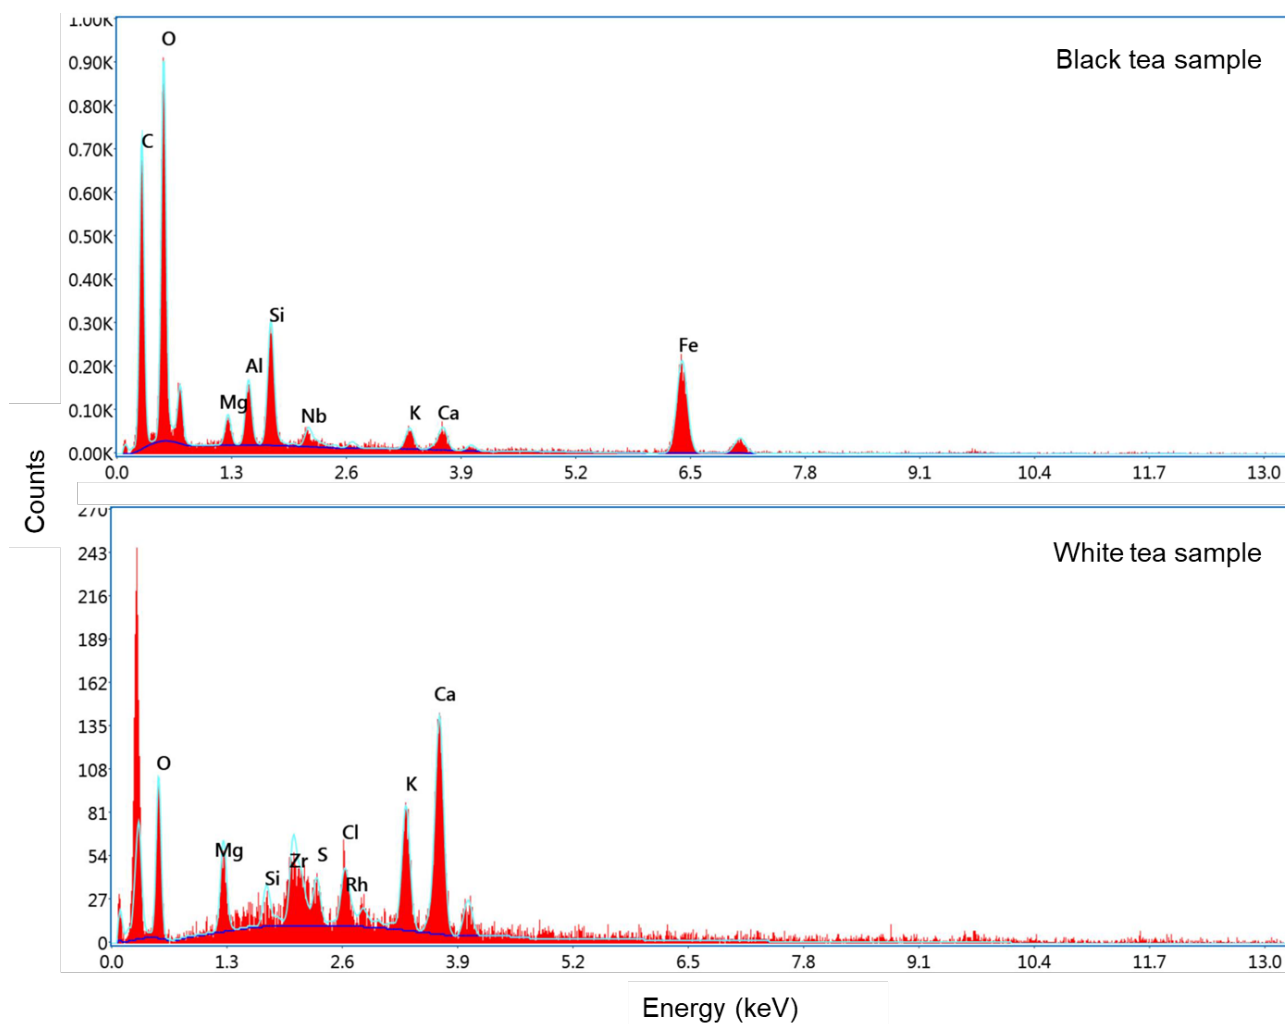 1.00K
O
Black tea sample
0.90K
0.80K
C
0.70K
0.60K
0.50K
0.40K
Si
0.30K
Fe
Al
0.20K
Mg
Nb
K
Ca
0.10K
0.00K
0.0 1.3 2.6 3.9 5.2 6.5 7.8 9.1 10.4 11.7 13.0
Counts
270
White tea sample
243
216
189
162
Ca
135
O
108
K
81
Cl
Mg
Zr
S
54
Si
Rh
27
0
0.0 1.3 2.6 3.9 5.2 6.5 7.8 9.1 10.4 11.7 13.0
Energy (keV)